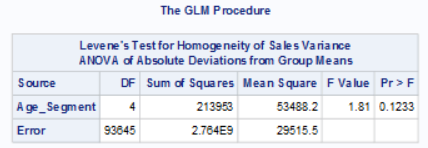 The GLM Procedure
Levene's Test for Homogeneity of Sales Variance
ANOVA of Absolute Deviations from Group Means
Source DF Sum of Squares Mean Square F Value Pr > F
Age_Segment 4 213953 53488.2 1.81 0.1233
Error 93645 2.764E9 29515.5